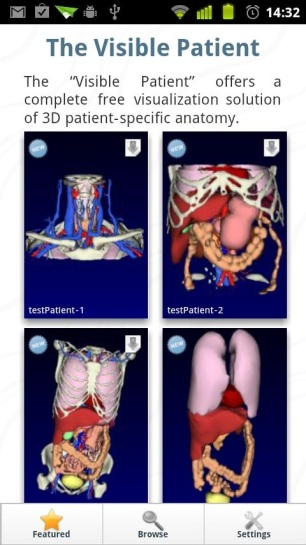 14:32
The Visible Patient
The “Visible Patient” offers a
complete free visualization solution
of 3D patient-specific anatomy.
NEW
NEW
testPatient-1
testPatient-2
NEW
NEW
Featured
Browse
Settings